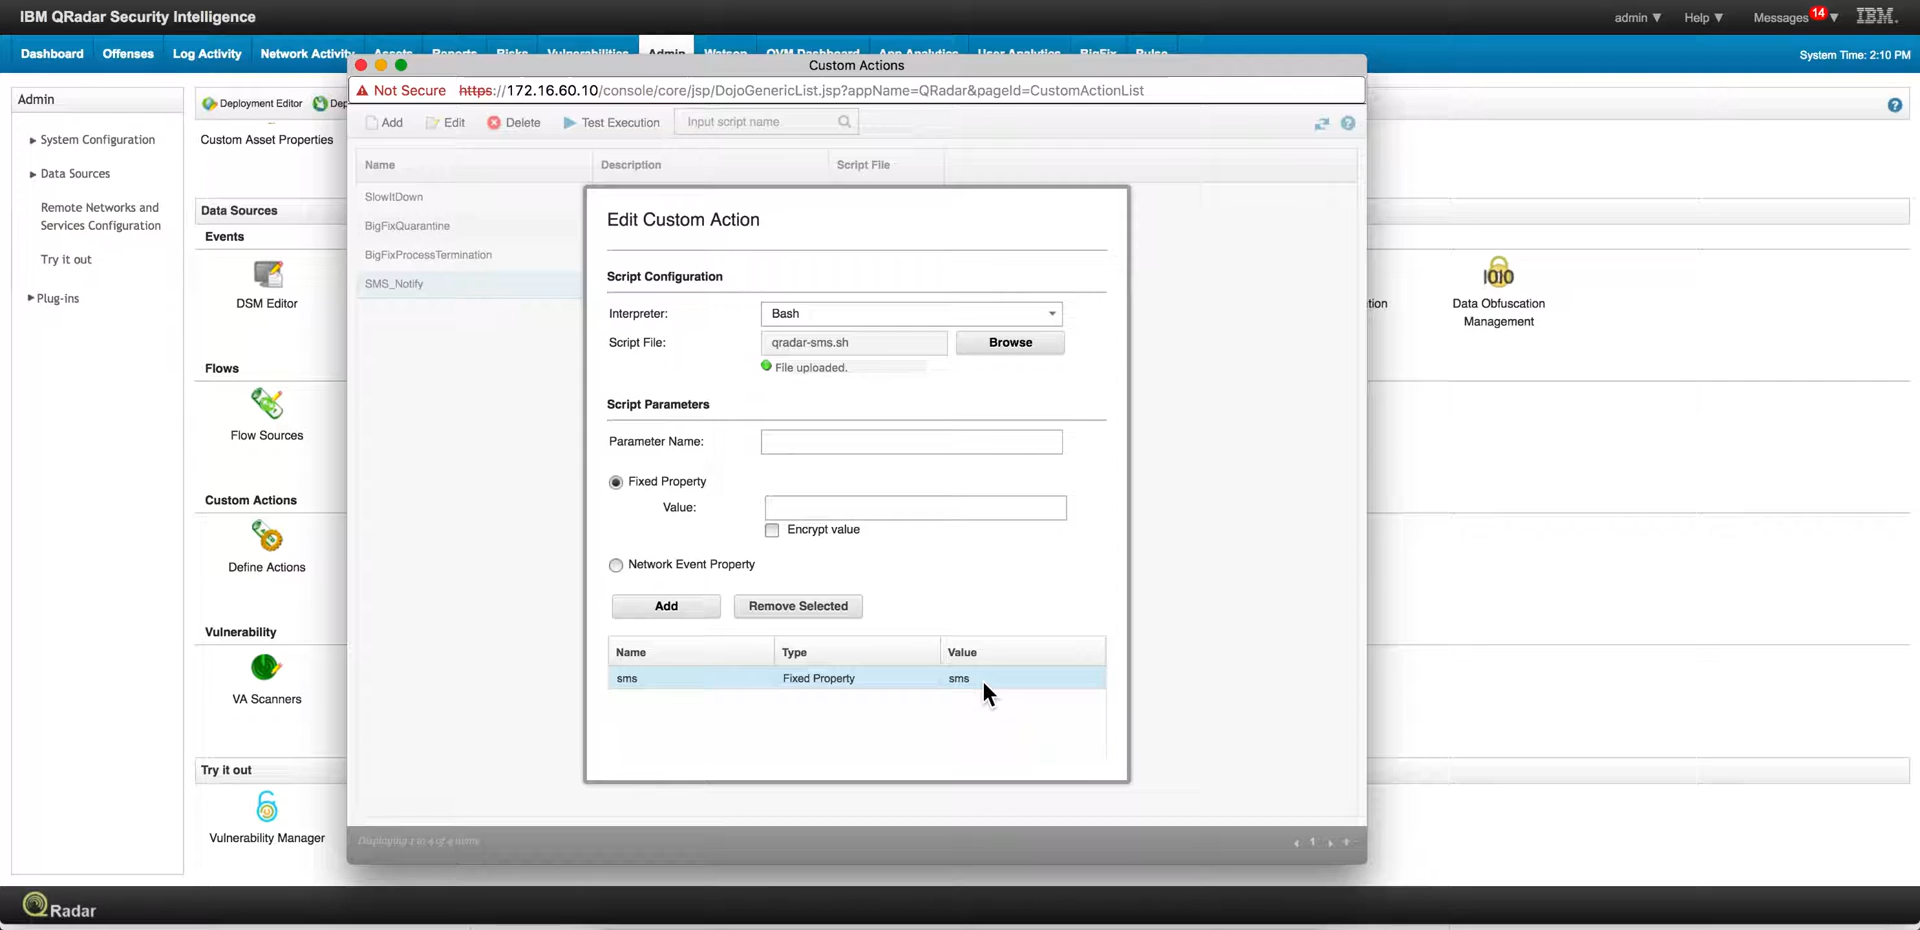 IBM QRadar Security Intelligence
admin ▼ Help ▼ Messages 14 ▼ IBM.
Dashboard Offenses Log Activity Network Activity Assets Reports Risks Vulnerabilities Admin Watson QVM Dashboard App Analytics User Analytics BigFix Pulse
System Time: 2:10 PM
Custom Actions
Not Secure https://172.16.60.10/console/core/jsp/DojoGenericList.jsp?appName=QRadar&pageId=CustomActionList
Admin
Deployment Editor Dep
Add Edit Delete Test Execution Input script name
System Configuration
Custom Asset Properties
Name Description Script File
Data Sources
SlowItDown
Remote Networks and
Services Configuration
Data Sources
BigFixQuarantine
Events
BigFixProcessTermination
Try it out
SMS_Notify
Plug-ins
DSM Editor
Edit Custom Action
Script Configuration
Interpreter: Bash
Script File: qradar-sms.sh Browse
File uploaded.
tion
Data Obfuscation
Management
Flows
Script Parameters
Parameter Name:
Flow Sources
Fixed Property
Value:
Encrypt value
Custom Actions
Network Event Property
Define Actions
Add Remove Selected
Vulnerability
Name Type Value
sms Fixed Property sms
VA Scanners
Try it out
Vulnerability Manager
Displaying 1 to 4 of 4 items
1
QRadar